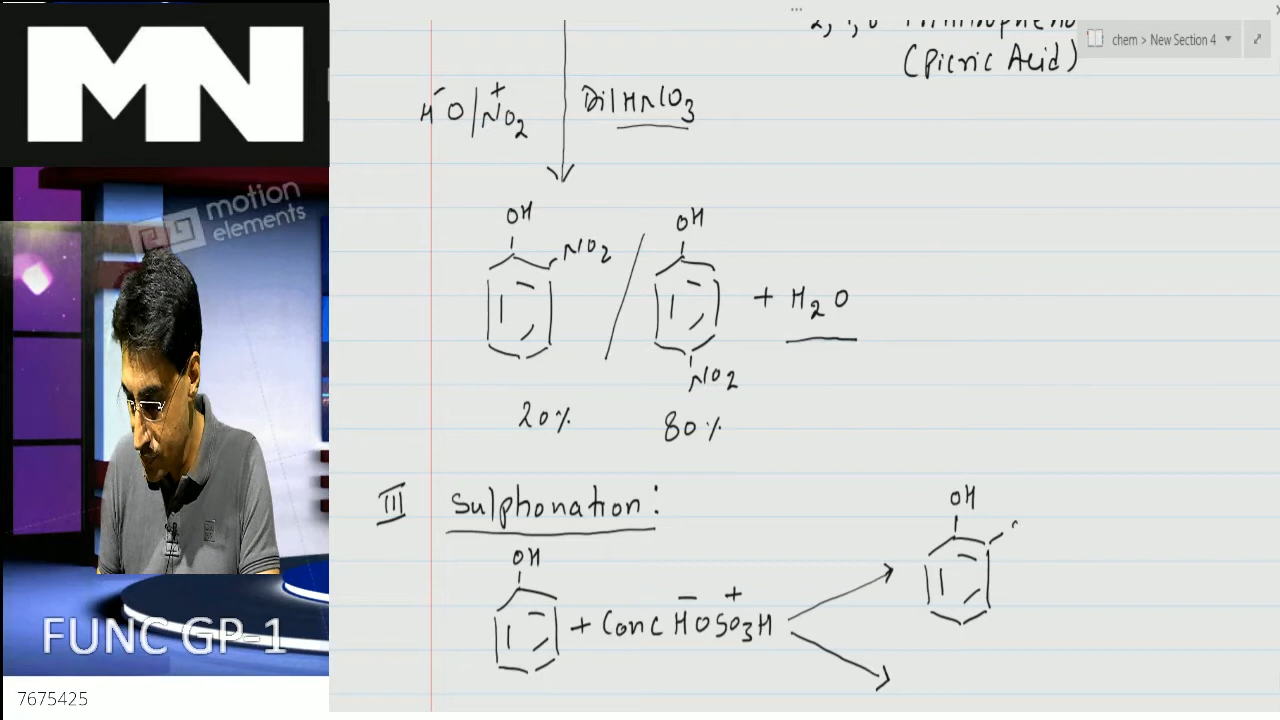 MN
motion
elements
FUNC GP-1
7675425
chem > New Section 4
(Picric Acid)
HO/NO2 +
Dil HNO3
OH
NO2
OH
+ H2O
NO2
20%
80%
III Sulphonation:
OH
+ Conc HOSO3H
- +
OH